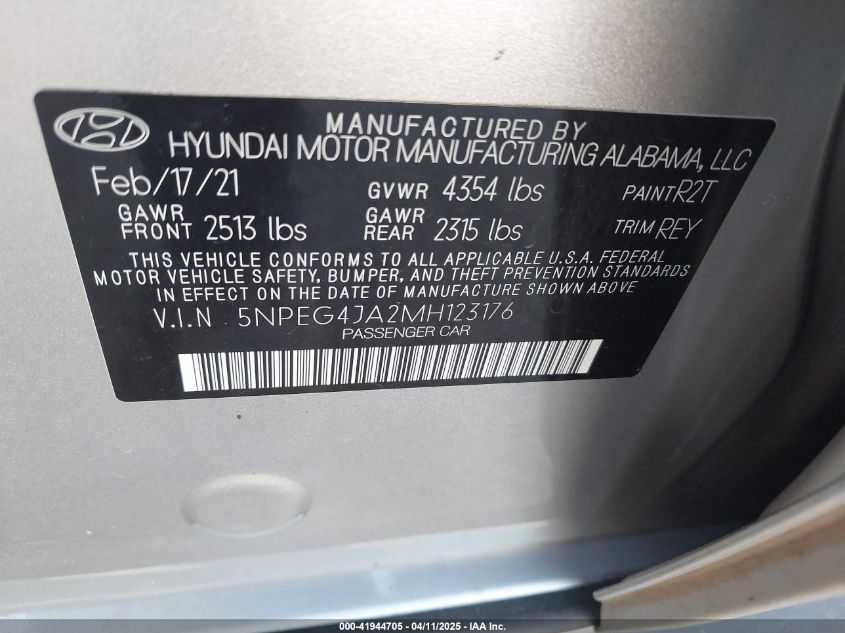 MANUFACTURED BY
HYUNDAI MOTOR MANUFACTURING ALABAMA, LLC
Feb/17/21 GVWR 4354 lbs PAINT R2T
GAWR FRONT 2513 lbs GAWR REAR 2315 lbs TRIM REY
THIS VEHICLE CONFORMS TO ALL APPLICABLE U.S.A. FEDERAL
MOTOR VEHICLE SAFETY, BUMPER, AND THEFT PREVENTION STANDARDS
IN EFFECT ON THE DATE OF MANUFACTURE SHOWN ABOVE
V.I.N 5NPEG4JA2MH123176
PASSENGER CAR
000-41944705 - 04/11/2025 - IAA Inc.